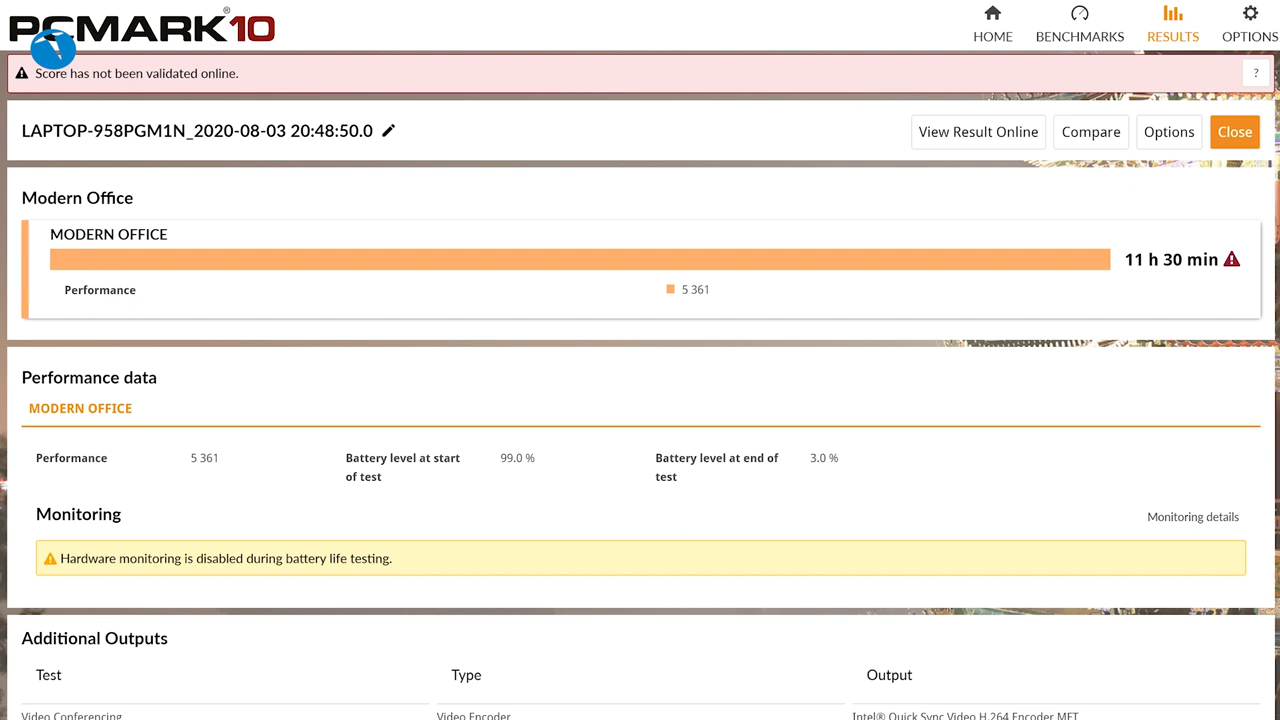 PCMARK®10
HOME BENCHMARKS RESULTS OPTIONS
Score has not been validated online.
?
LAPTOP-958PGM1N_2020-08-03 20:48:50.0
View Result Online Compare Options Close
Modern Office
MODERN OFFICE
11 h 30 min
Performance 5 361
Performance data
MODERN OFFICE
Performance 5 361 Battery level at start of test 99.0 % Battery level at end of test 3.0 %
Monitoring
Monitoring details
Hardware monitoring is disabled during battery life testing.
Additional Outputs
Test Type Output
Video Conferencing Video Encoder Intel® Quick Sync Video H.264 Encoder MFT